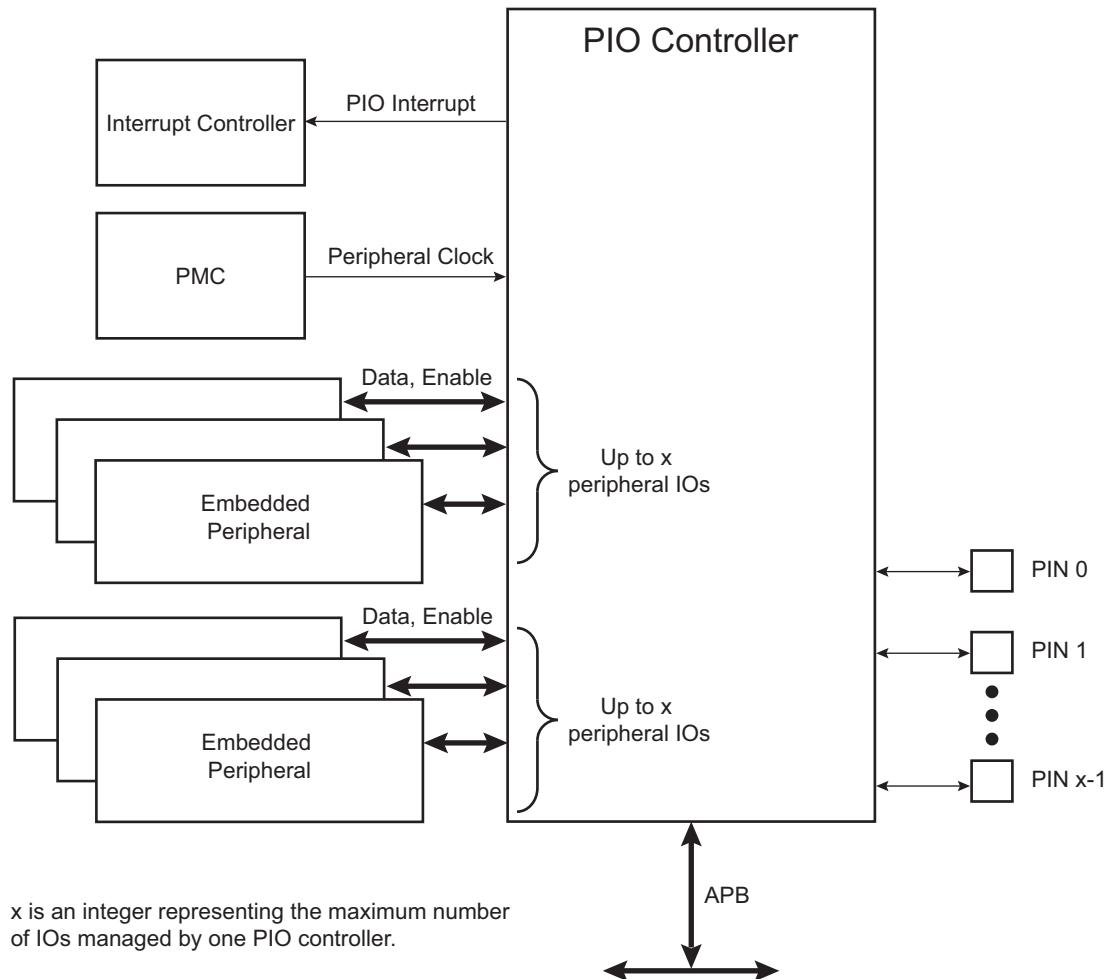 PIO Controller
PIO Interrupt
Interrupt Controller
Peripheral Clock
PMC
Data, Enable
Up to x
peripheral IOs
Embedded
Peripheral
PIN 0
Data, Enable
PIN 1
Up to x
peripheral IOs
Embedded
Peripheral
PIN x-1
APB
x is an integer representing the maximum number
of IOs managed by one PIO controller.